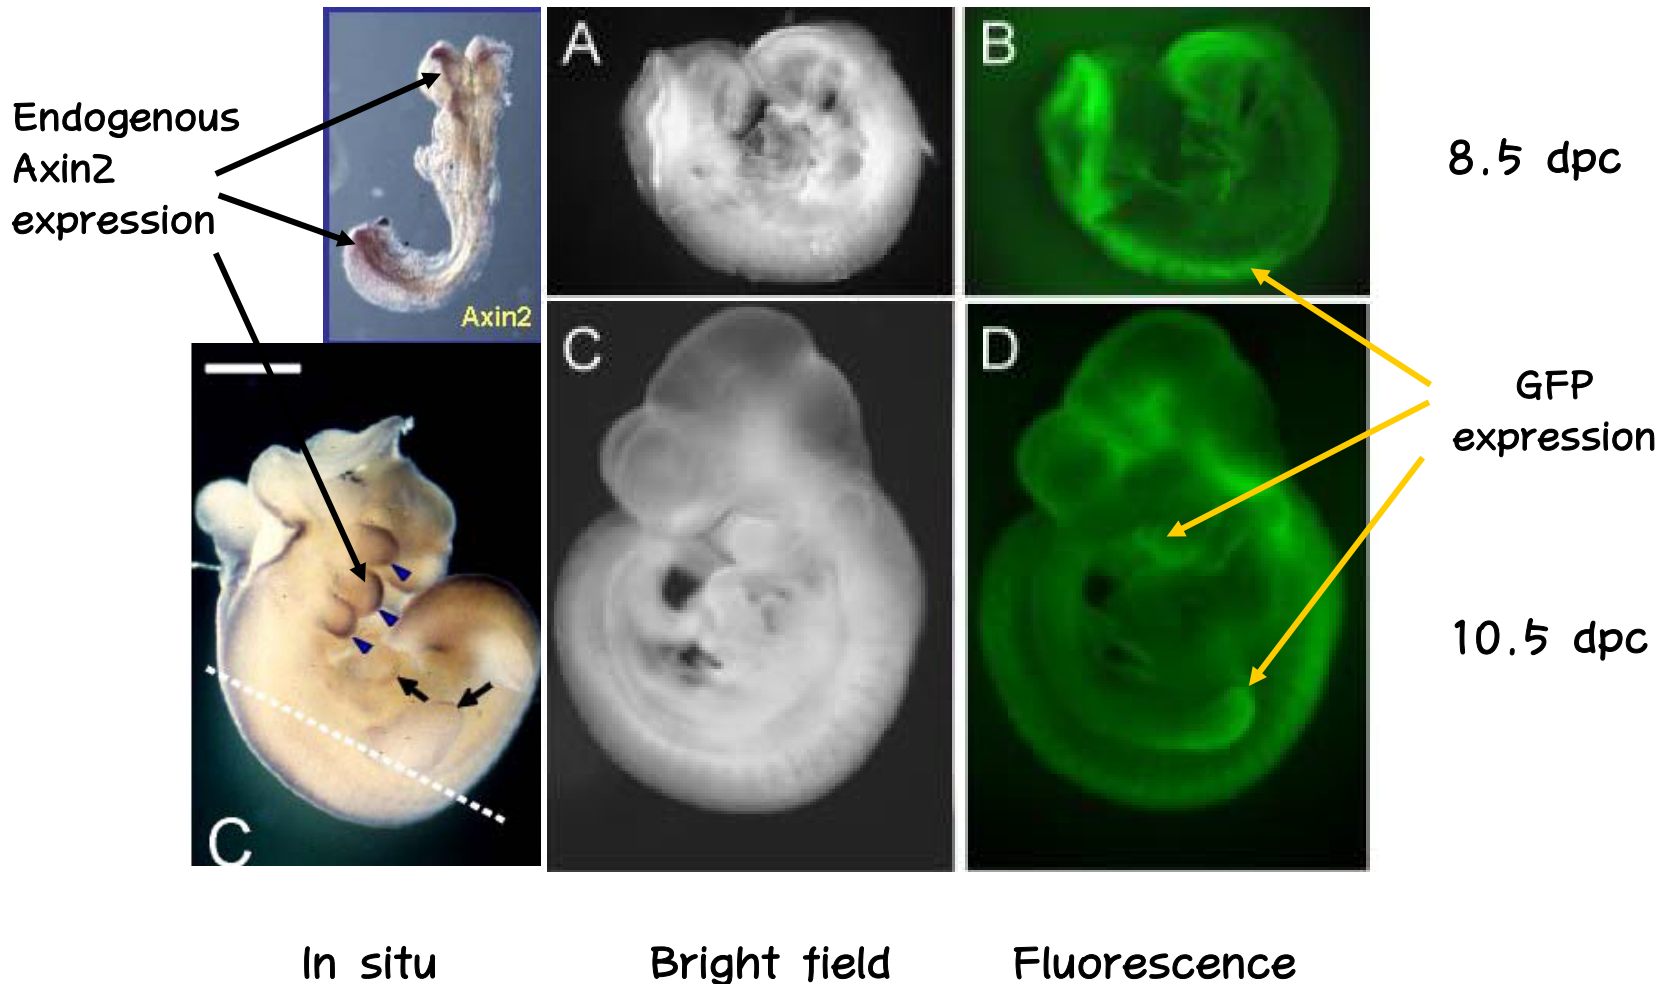 Endogenous
Axin2
expression
Axin2
A
B
8.5 dpc
C
D
GFP
expression
10.5 dpc
C
In situ
Bright field
Fluorescence